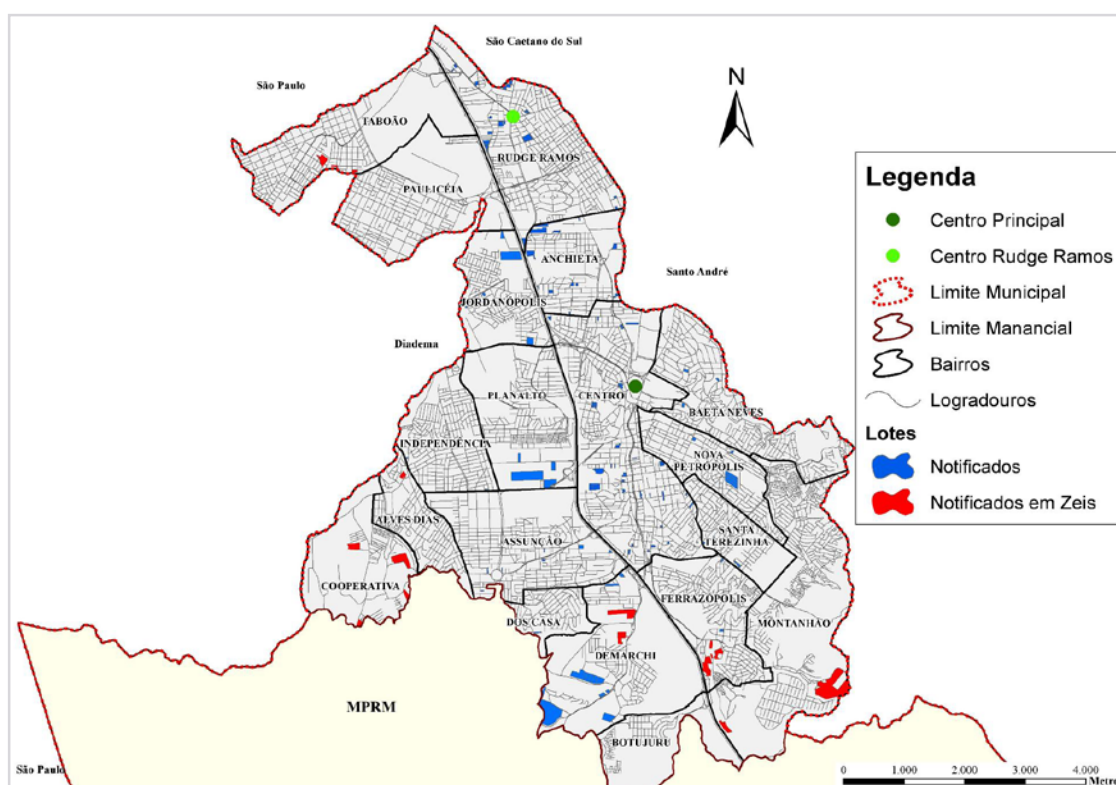 São Caetano do Sul
São Paulo
N
TABOÃO
RUDGE RAMOS
PAULICÉIA
ANCHIETA
Santo André
JORDANÓPOLIS
Diadema
PLANALTO
CENTRO
BAETA NEVES
INDEPENDÊNCIA
NOVA
PETRÓPOLIS
ALVES DIAS
SANTA
TEREZINHA
ASSUNÇÃO
COOPERATIVA
FERRAZÓPOLIS
DOS CASA
MONTANHÃO
DEMARCHI
MPRM
BOTUJURU
São Paulo
Legenda
Centro Principal
Centro Rudge Ramos
Limite Municipal
Limite Manancial
Bairros
Logradouros
Lotes
Notificados
Notificados em Zeis
0 1.000 2.000 3.000 4.000
Metro